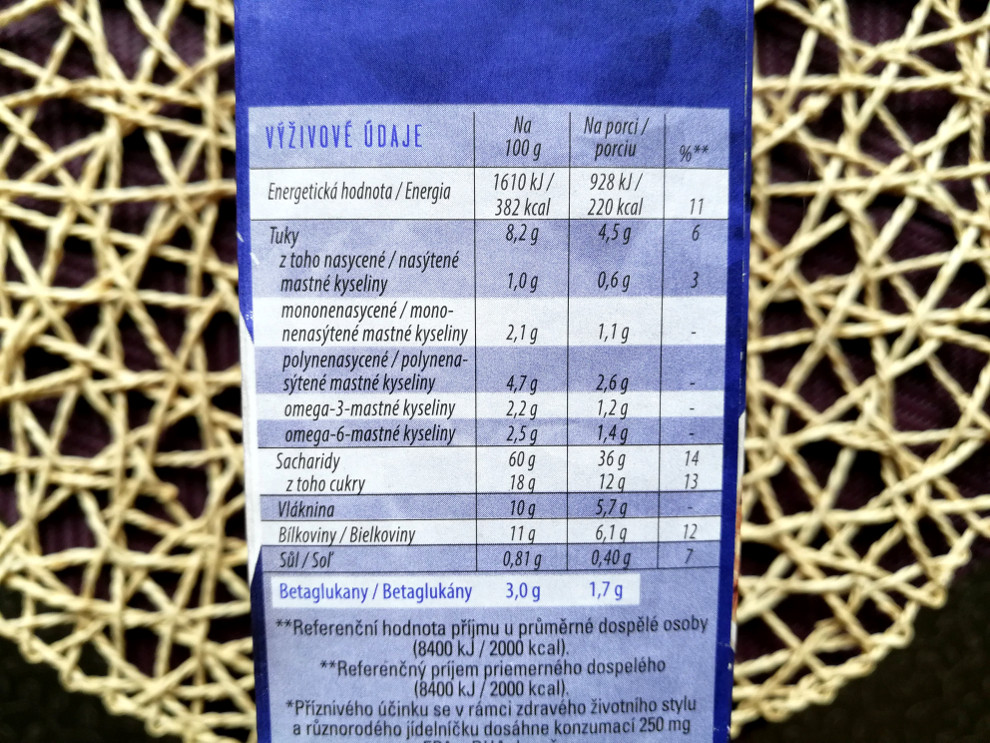 VÝŽIVOVÉ ÚDAJE Na 100 g Na porci / porciu %**
Energetická hodnota / Energia 1610 kJ / 382 kcal 928 kJ / 220 kcal 11
Tuky 8,2 g 4,5 g 6
z toho nasycené / nasýtené
mastné kyseliny 1,0 g 0,6 g 3
mononenasycené / mono-
nenasýtené mastné kyseliny 2,1 g 1,1 g -
polynenasycené / polynena-
sýtené mastné kyseliny 4,7 g 2,6 g -
omega-3-mastné kyseliny 2,2 g 1,2 g -
omega-6-mastné kyseliny 2,5 g 1,4 g -
Sacharidy 60 g 36 g 14
z toho cukry 18 g 12 g 13
Vláknina 10 g 5,7 g -
Bílkoviny / Bielkoviny 11 g 6,1 g 12
Sůl / Soľ 0,81 g 0,40 g 7
Betaglukany / Betaglukány 3,0 g 1,7 g
**Referenční hodnota příjmu u průměrné dospělé osoby
(8400 kJ / 2000 kcal).
**Referenčný príjem priemerného dospelého
(8400 kJ / 2000 kcal).
*Příznivého účinku se v rámci zdravého životního stylu
a různorodého jídelníčku dosáhne konzumací 250 mg